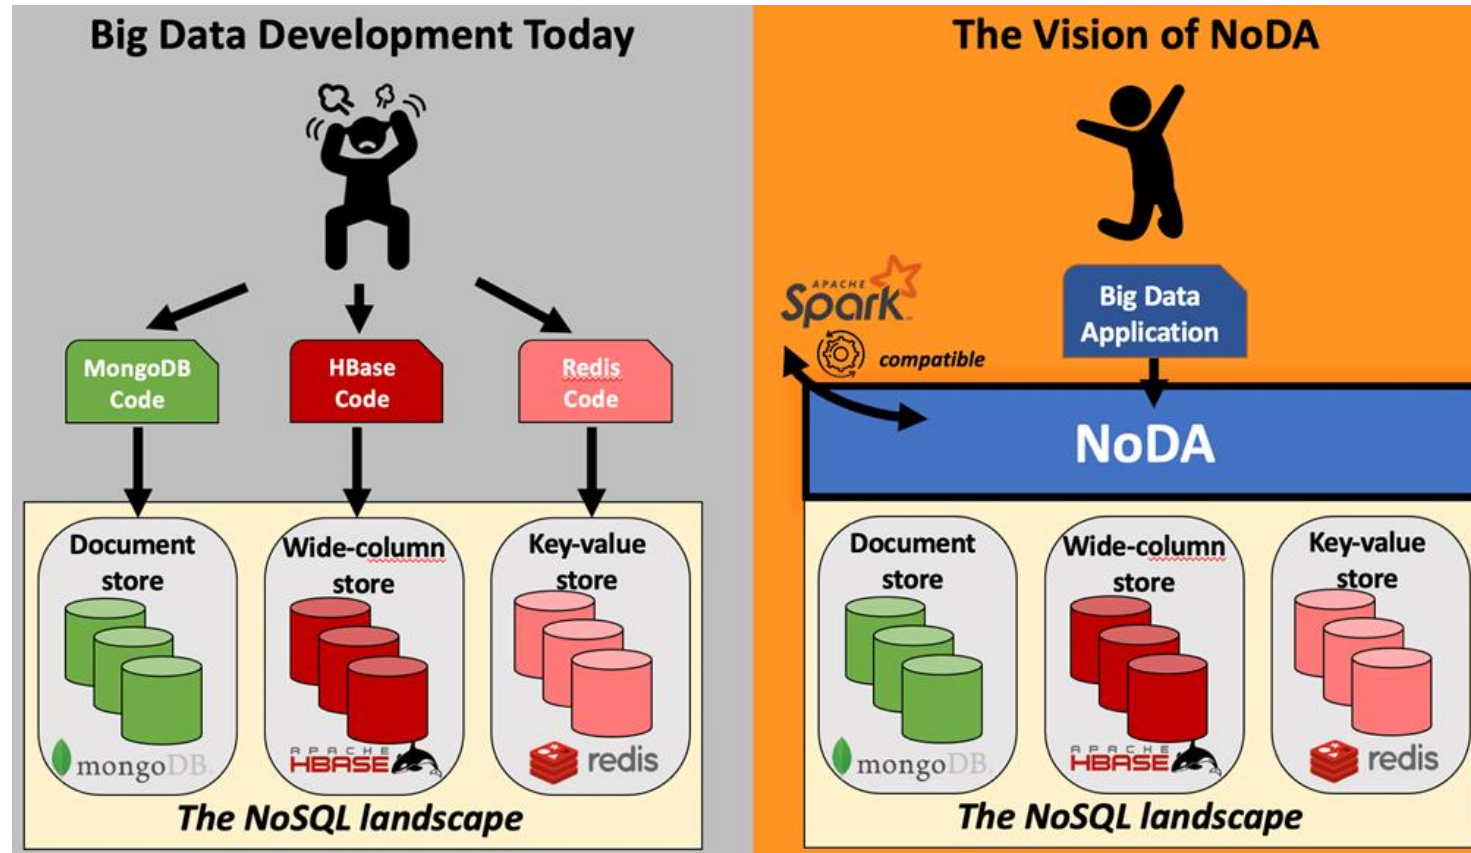 Big Data Development Today
MongoDB
Code
HBase
Code
Redis
Code
Document
store
Wide-column
store
Key-value
store
mongoDB.
APACHE
HBASE
redis
The NoSQL landscape
The Vision of NoDA
APACHE
Spark™
compatible
Big Data
Application
NoDA
Document
store
Wide-column
store
Key-value
store
mongoDB.
APACHE
HBASE
redis
The NoSQL landscape